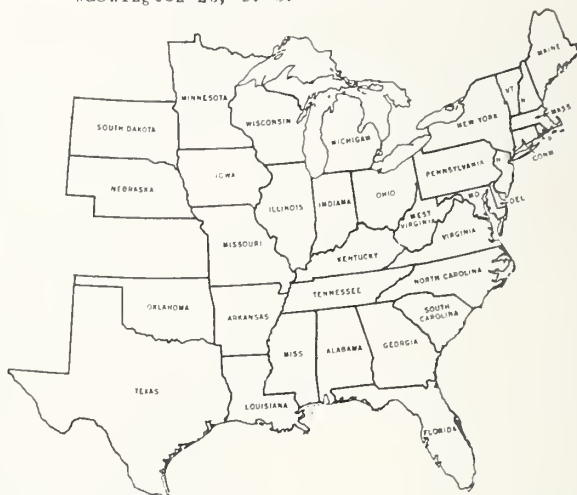 MAINE
MINNESOTA
VT
N
MASS
SOUTH DAKOTA
WISCONSIN
MICHIGAN
NEW YORK
CONN
IOWA
PENNSYLVANIA
N
NEBRASKA
ILLINOIS
INDIANA
OHIO
MD
DEL
WEST
VIRGINIA
VIRGINIA
MISSOURI
KENTUCKY
NORTH CAROLINA
TENNESSEE
OKLAHOMA
ARKANSAS
SOUTH
CAROLINA
MISS
ALABAMA
GEORGIA
TEXAS
LOUISIANA
FLORIDA